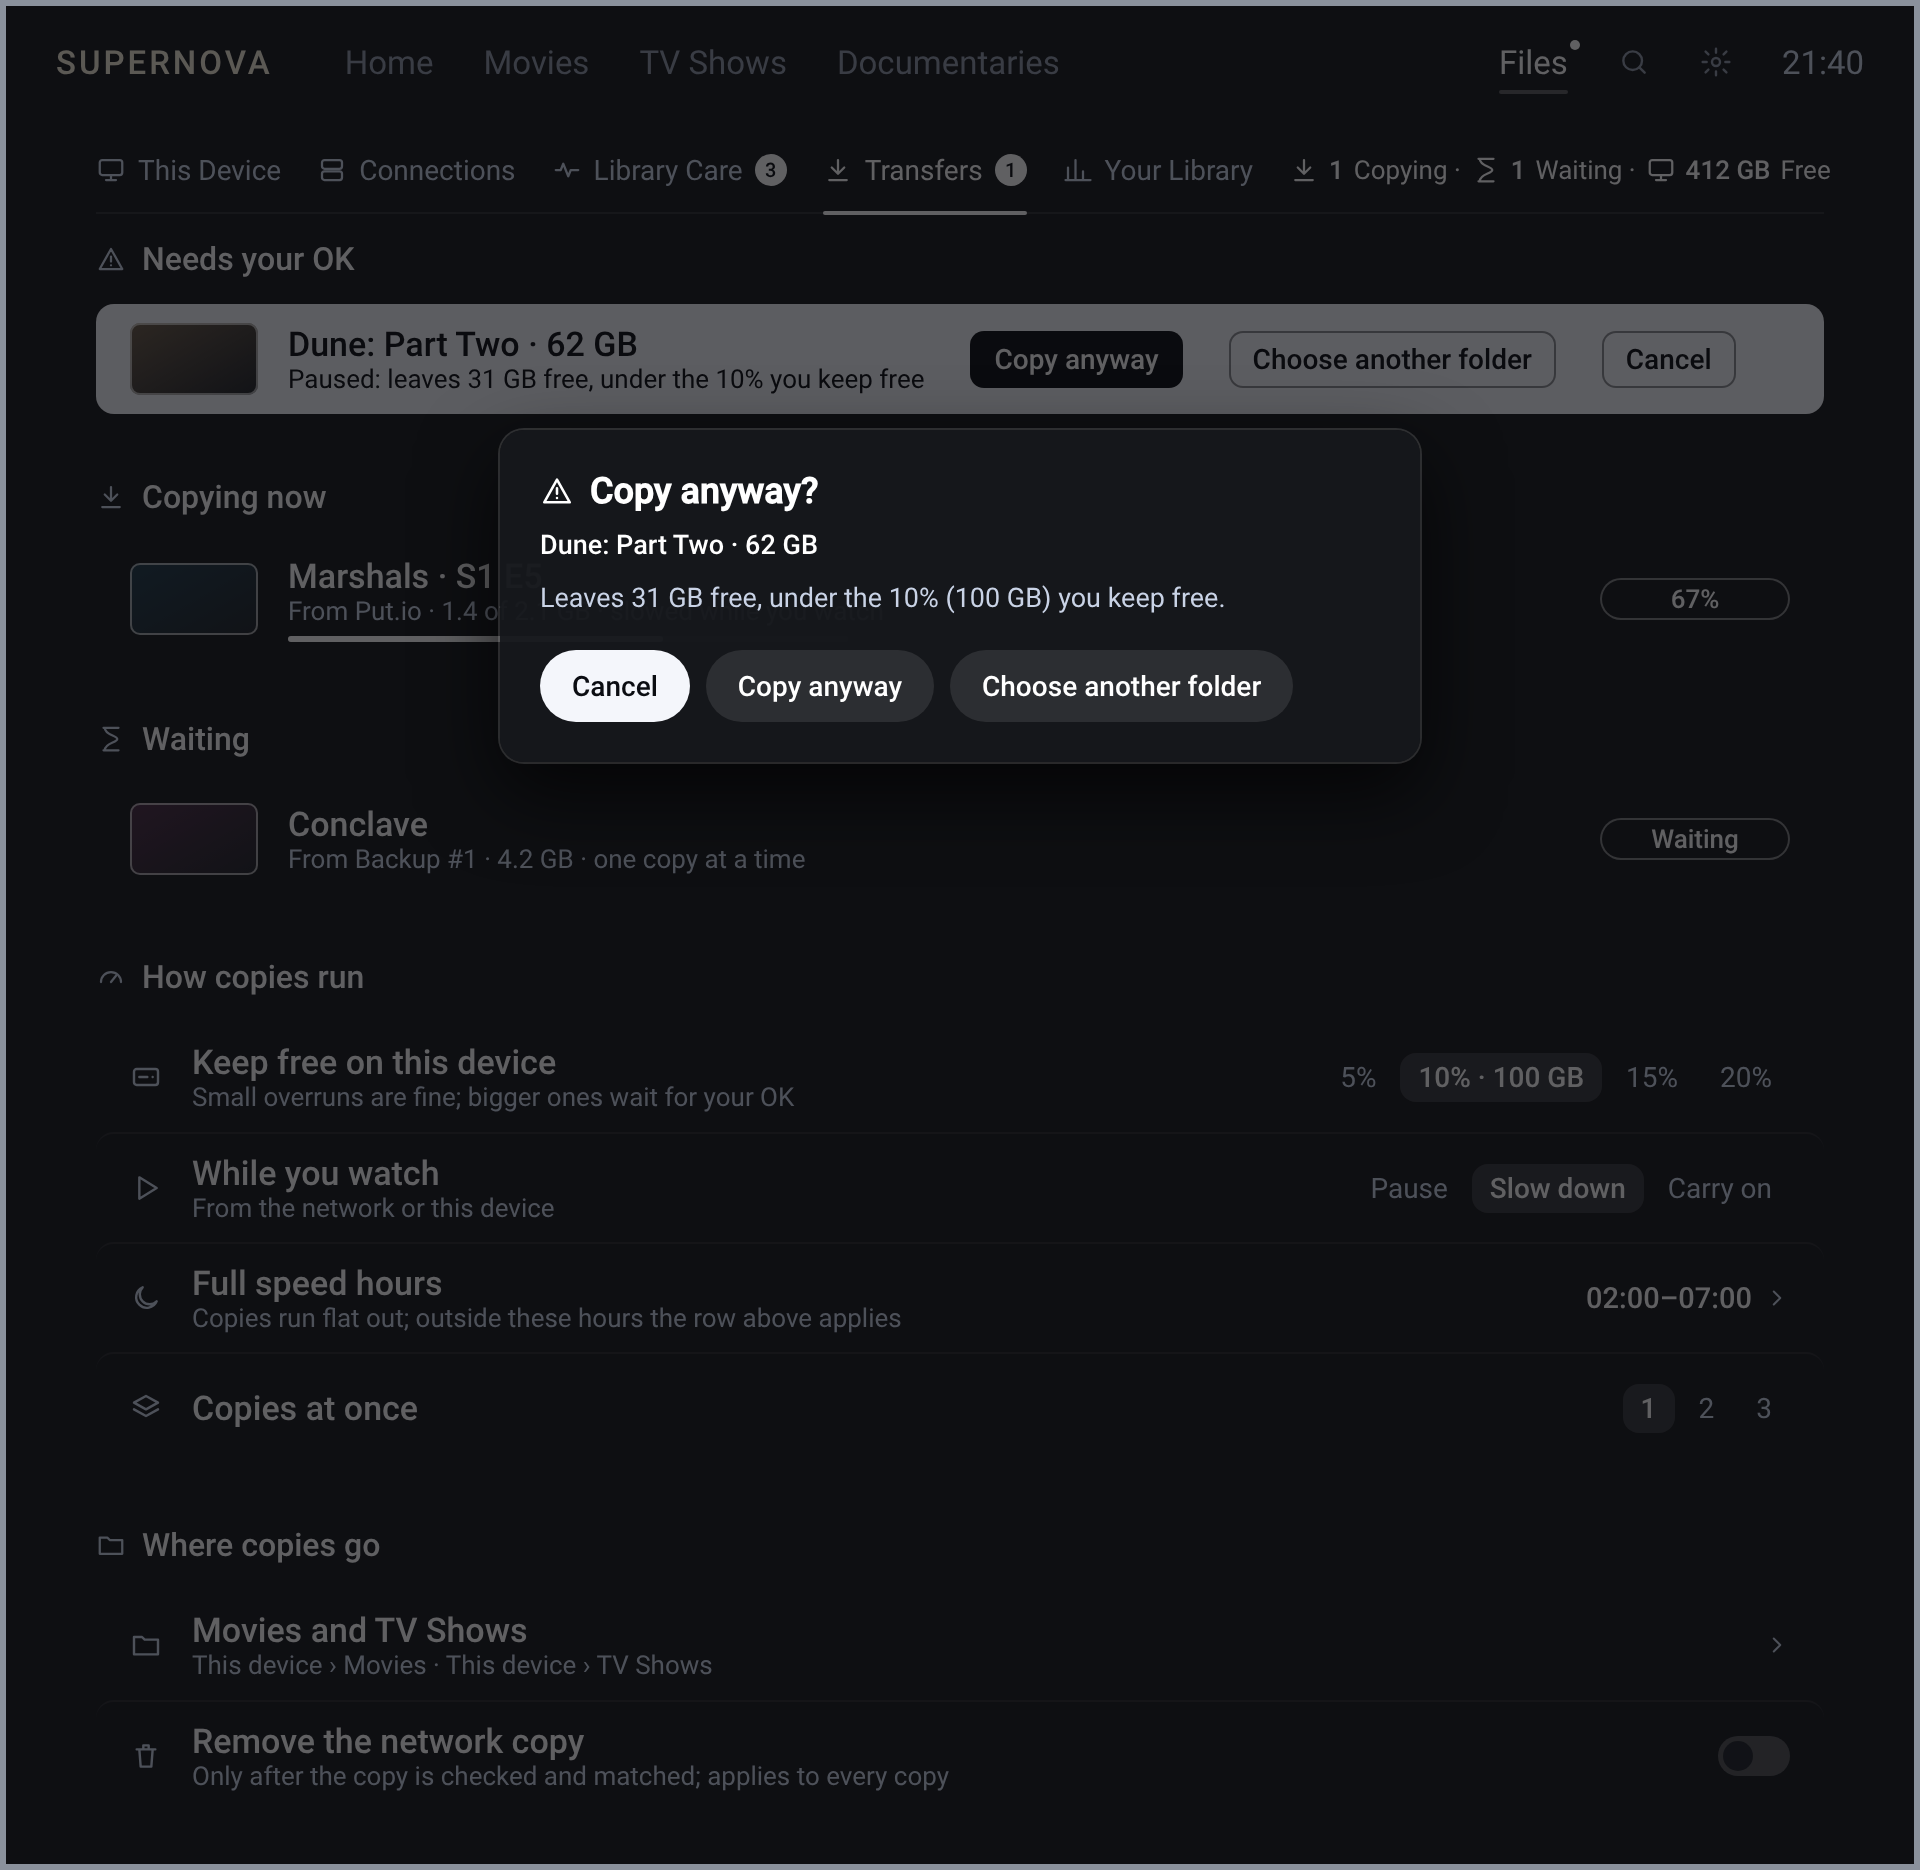 SUPERNOVA Home Movies TV Shows Documentaries Files 21:40
This Device Connections Library Care 3 Transfers 1 Your Library 1 Copying · 1 Waiting · 412 GB Free
Needs your OK
Dune: Part Two · 62 GB
Paused: leaves 31 GB free, under the 10% you keep free
Copy anyway Choose another folder Cancel
Copy anyway?
Dune: Part Two · 62 GB
Leaves 31 GB free, under the 10% (100 GB) you keep free.
Cancel Copy anyway Choose another folder
Copying now
Marshals · S1 E5
From Put.io · 1.4 of 2.1 GB · slowed while you watch
67%
Waiting
Conclave
From Backup #1 · 4.2 GB · one copy at a time
Waiting
How copies run
Keep free on this device
Small overruns are fine; bigger ones wait for your OK
5% 10% · 100 GB 15% 20%
While you watch
From the network or this device
Pause Slow down Carry on
Full speed hours
Copies run flat out; outside these hours the row above applies
02:00–07:00
Copies at once
1 2 3
Where copies go
Movies and TV Shows
This device › Movies · This device › TV Shows
Remove the network copy
Only after the copy is checked and matched; applies to every copy